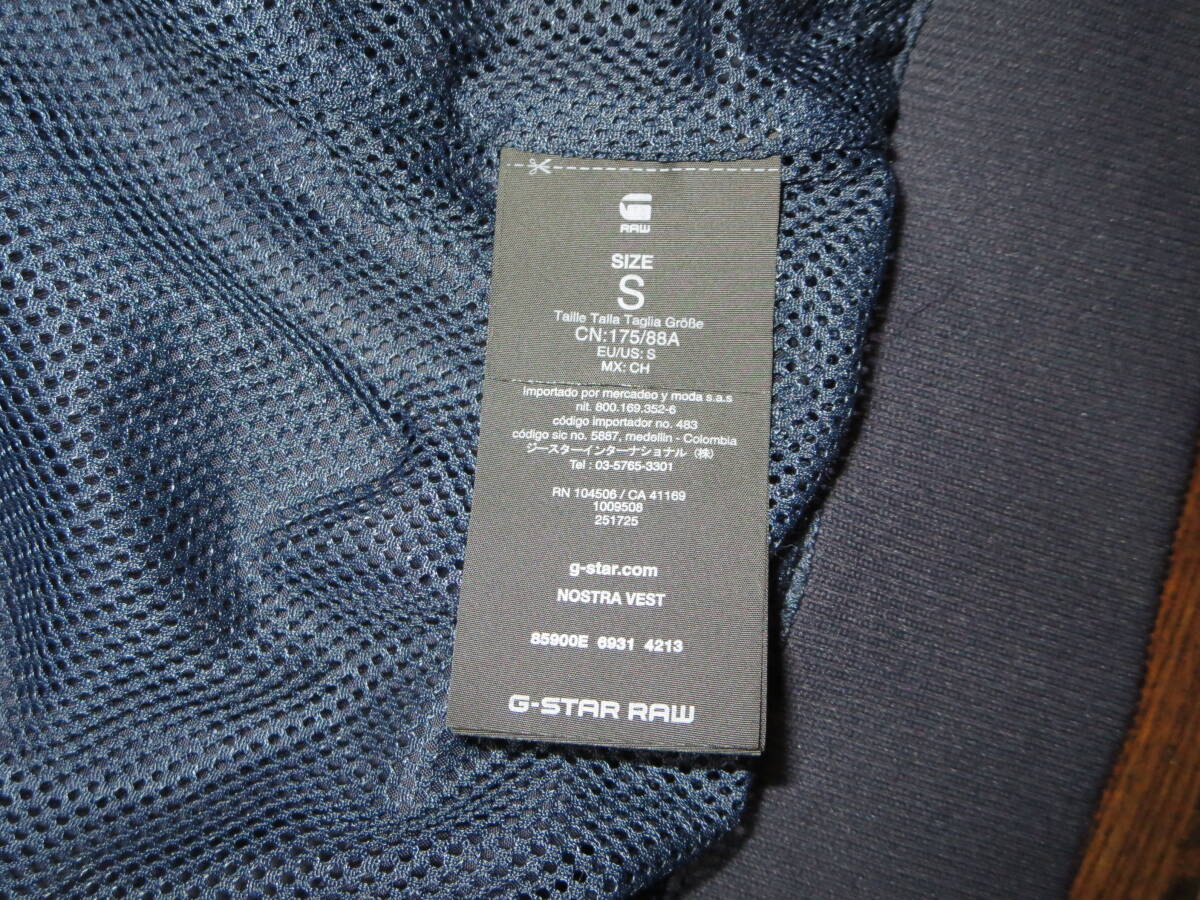 RAW
SIZE
S
Taille Talla Taglia Größe
CN:175/88A
EU/US: S
MX: CH
importado por mercadeo y moda s.a.s
nit. 800.169.352-6
código importador no. 483
código sic no. 5887, medellin - Colombia
ジースターインターナショナル (株)
Tel : 03-5765-3301
RN 104506 / CA 41169
1009508
251725
g-star.com
NOSTRA VEST
85900E 6931 4213
G-STAR RAW